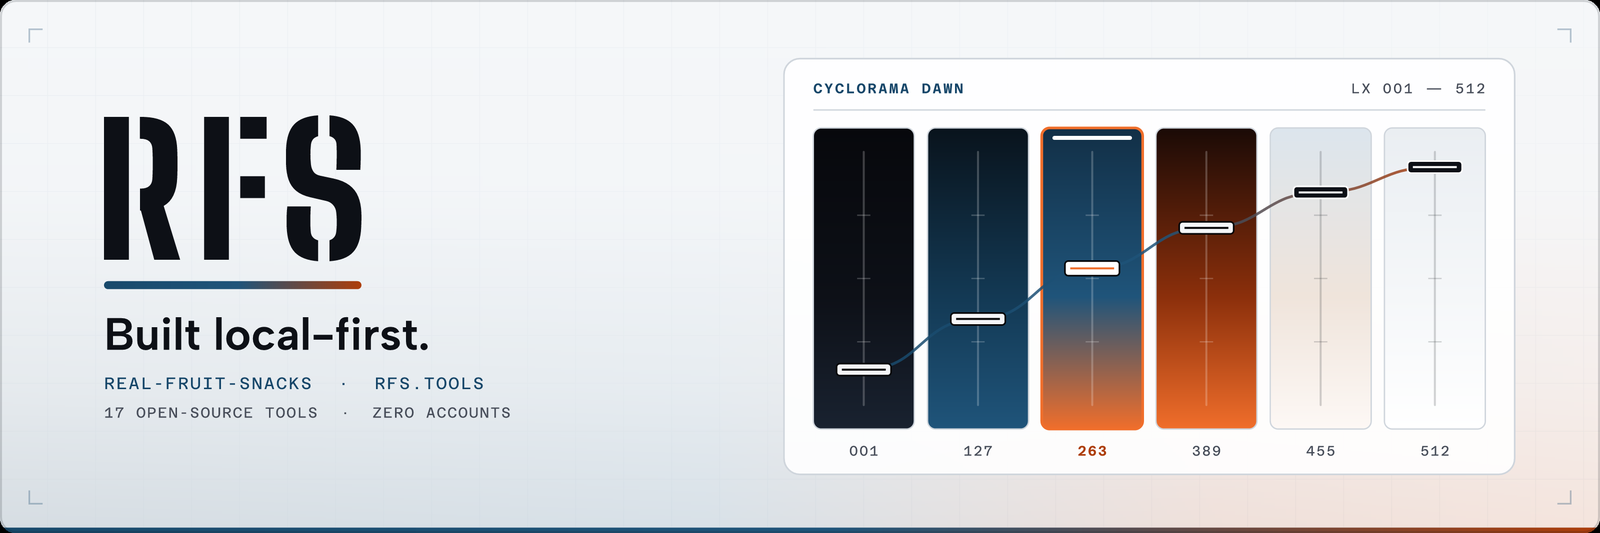 RFS
Built local-first.
REAL-FRUIT-SNACKS · RFS.TOOLS
17 OPEN-SOURCE TOOLS · ZERO ACCOUNTS
CYCLORAMA DAWN
LX 001 — 512
001 127 263 389 455 512